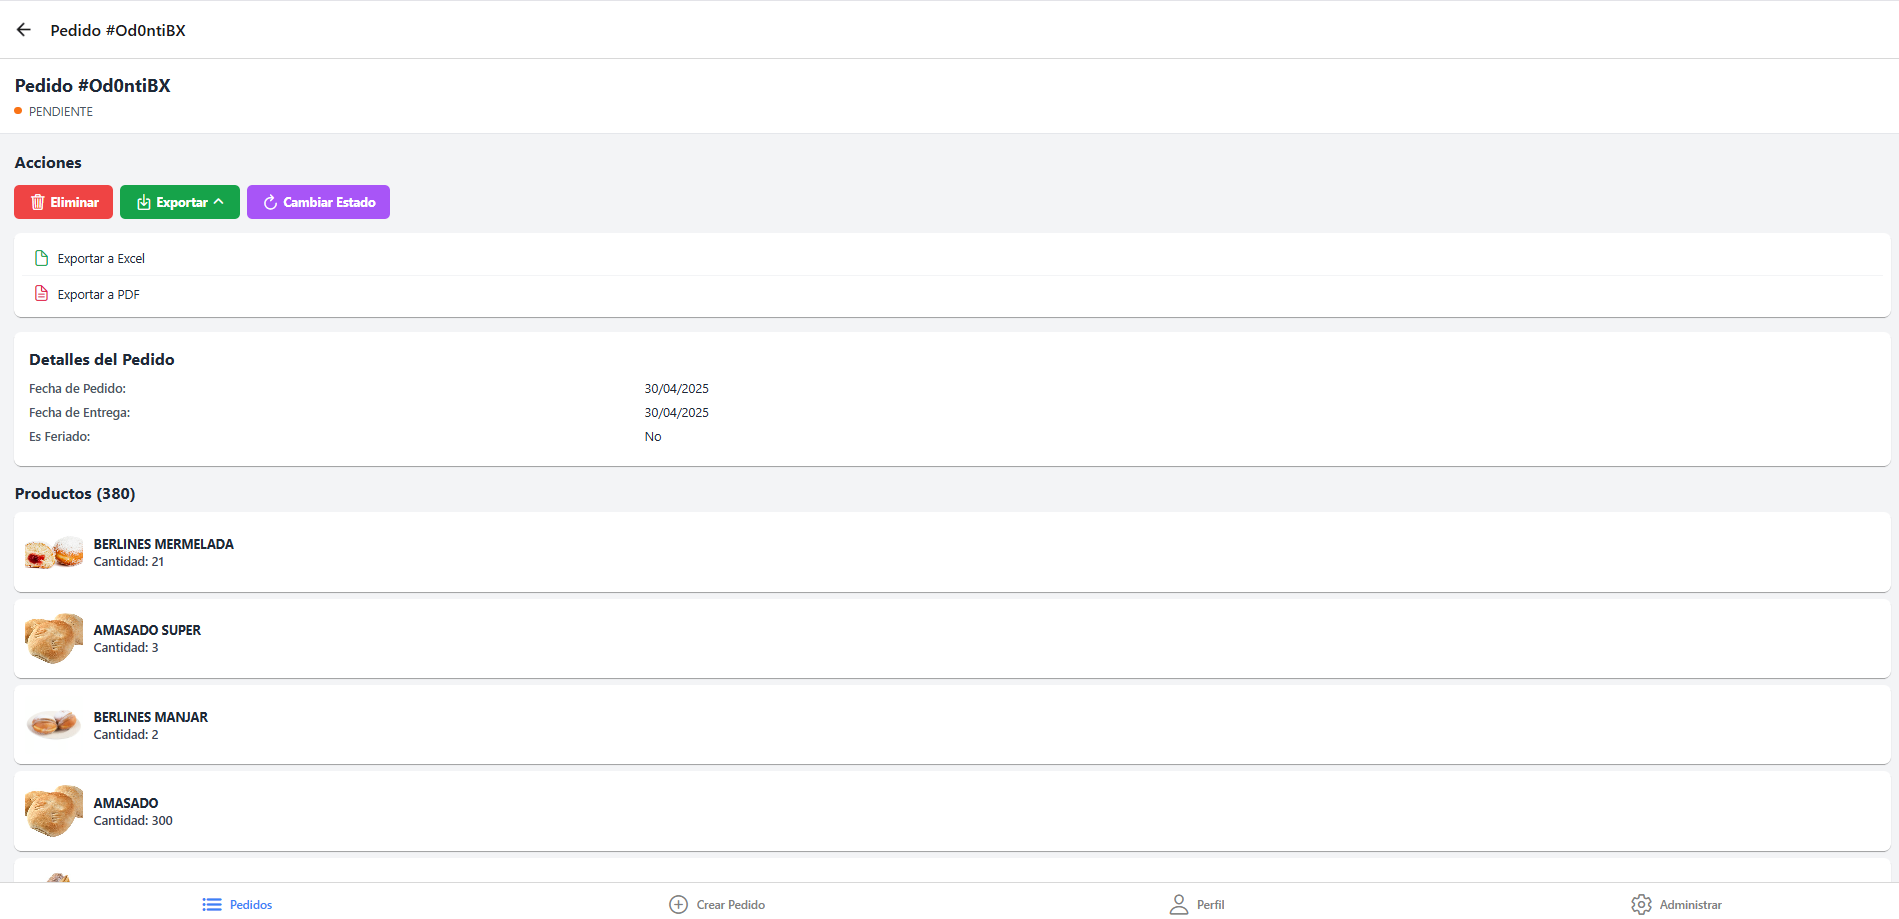 Pedido #Od0ntiBX
Pedido #Od0ntiBX
PENDIENTE
Acciones
Eliminar
Exportar
Cambiar Estado
Exportar a Excel
Exportar a PDF
Detalles del Pedido
Fecha de Pedido: 30/04/2025
Fecha de Entrega: 30/04/2025
Es Feriado: No
Productos (380)
BERLINES MERMELADA
Cantidad: 21
AMASADO SUPER
Cantidad: 3
BERLINES MANJAR
Cantidad: 2
AMASADO
Cantidad: 300
Pedidos
Crear Pedido
Perfil
Administrar